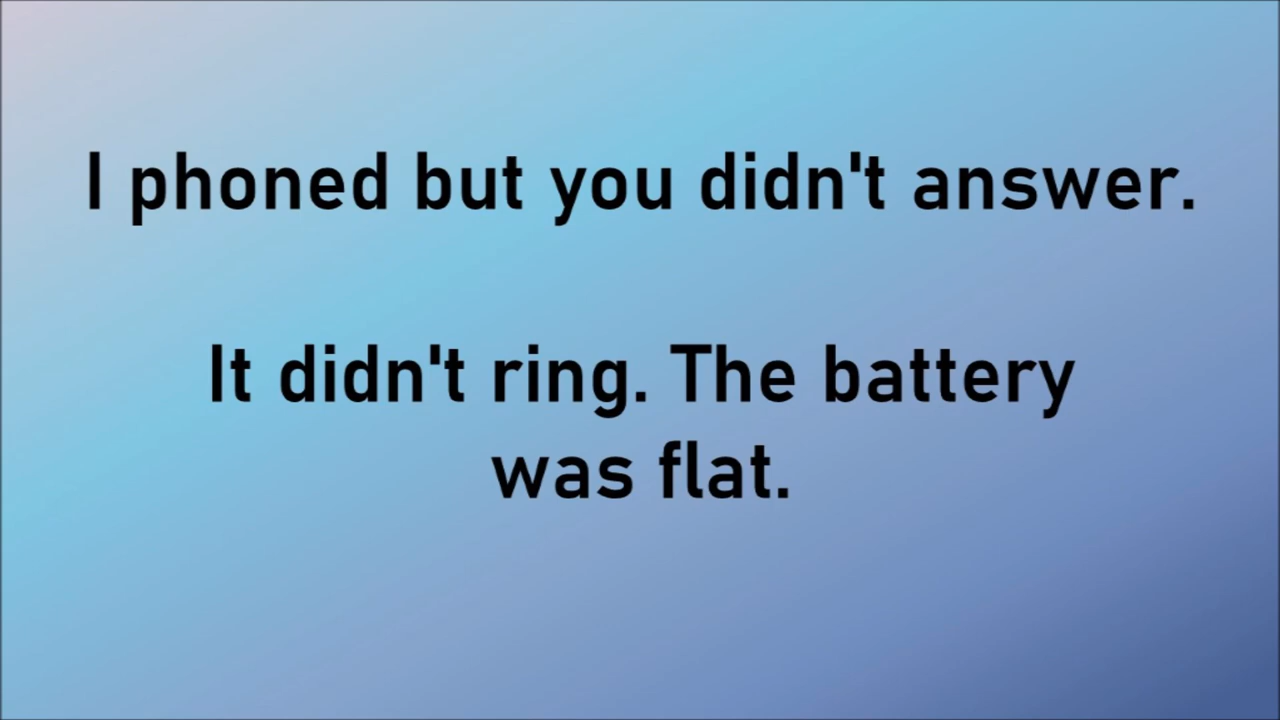 I phoned but you didn't answer.
It didn't ring. The battery
was flat.